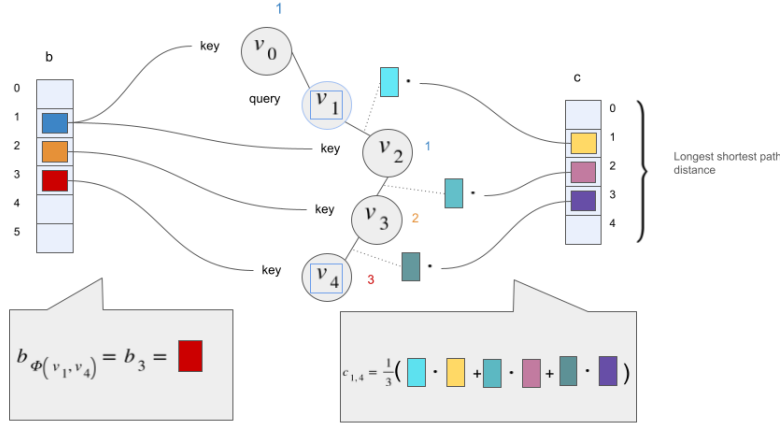 1
b
key
v0
c
0
1
2
3
4
5
query
v1
key
1
v2
key
2
v3
key
3
v4
0
1
2
3
4
Longest shortest path
distance
bΦ(v1, v4) = b3 =
c1,4 = 1/3( · + · + · )